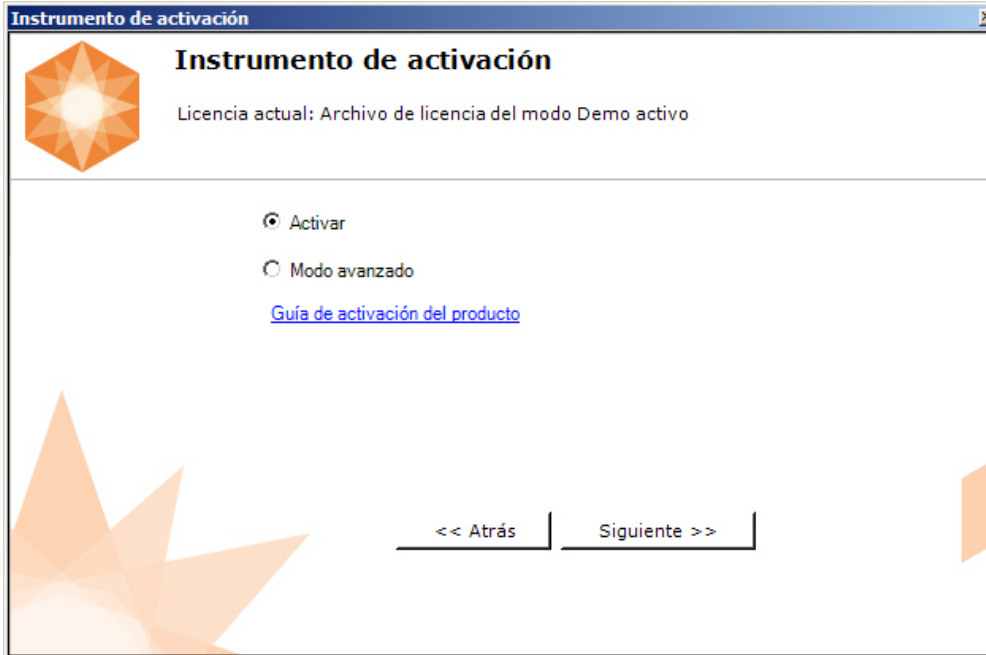 Instrumento de activación
Instrumento de activación
Licencia actual: Archivo de licencia del modo Demo activo
Activar
Modo avanzado
Guía de activación del producto
<< Atrás
Siguiente >>